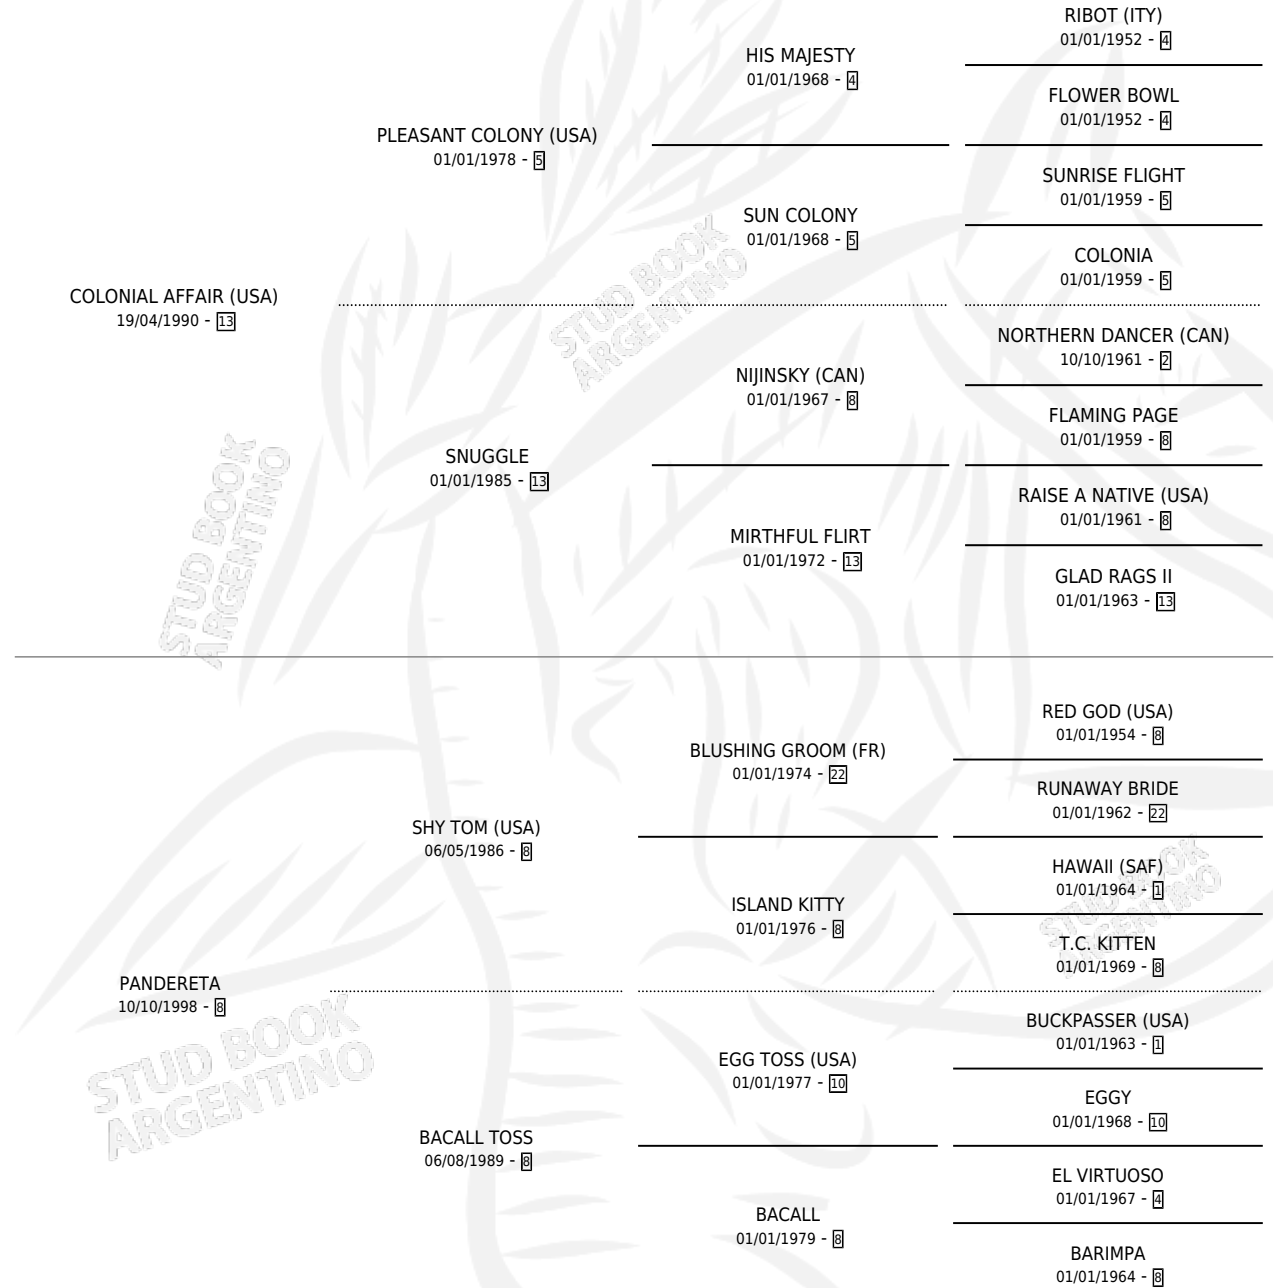 RIBOT (ITY)
01/01/1952 - 4
HIS MAJESTY
01/01/1968 - 4
FLOWER BOWL
01/01/1952 - 4
PLEASANT COLONY (USA)
01/01/1978 - 5
SUNRISE FLIGHT
01/01/1959 - 5
SUN COLONY
01/01/1968 - 5
COLONIA
01/01/1959 - 5
COLONIAL AFFAIR (USA)
19/04/1990 - 13
NORTHERN DANCER (CAN)
10/10/1961 - 2
NIJINSKY (CAN)
01/01/1967 - 8
FLAMING PAGE
01/01/1959 - 8
SNUGGLE
01/01/1985 - 13
RAISE A NATIVE (USA)
01/01/1961 - 8
MIRTHFUL FLIRT
01/01/1972 - 13
GLAD RAGS II
01/01/1963 - 13
RED GOD (USA)
01/01/1954 - 8
BLUSHING GROOM (FR)
01/01/1974 - 22
RUNAWAY BRIDE
01/01/1962 - 22
SHY TOM (USA)
06/05/1986 - 8
HAWAII (SAF)
01/01/1964 - 1
ISLAND KITTY
01/01/1976 - 8
T.C. KITTEN
01/01/1969 - 8
PANDERETA
10/10/1998 - 8
BUCKPASSER (USA)
01/01/1963 - 1
EGG TOSS (USA)
01/01/1977 - 10
EGGY
01/01/1968 - 10
BACALL TOSS
06/08/1989 - 8
EL VIRTUOSO
01/01/1967 - 4
BACALL
01/01/1979 - 8
BARIMPA
01/01/1964 - 8
STUD BOOK
ARGENTINO
STUD BOOK
ARGENTINO
STUD BOOK
ARGENTINO
STUD BOOK
ARGENTINO